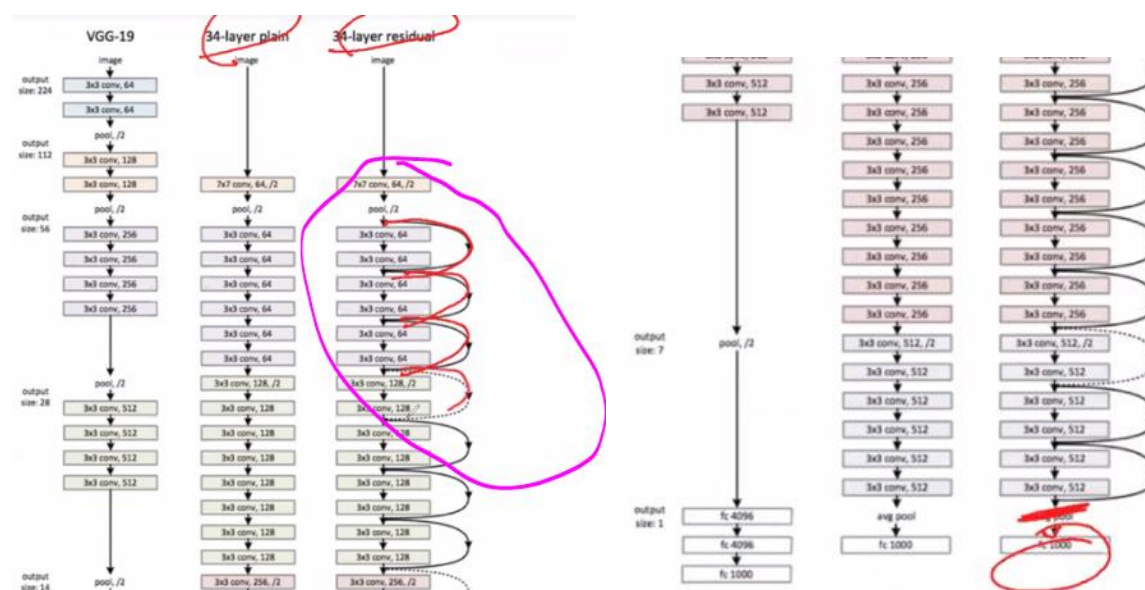 VGG-19
image
output
size: 224
3x3 conv, 64
3x3 conv, 64
pool, /2
output
size: 112
3x3 conv, 128
3x3 conv, 128
pool, /2
output
size: 56
3x3 conv, 256
3x3 conv, 256
3x3 conv, 256
3x3 conv, 256
pool, /2
output
size: 28
3x3 conv, 512
3x3 conv, 512
3x3 conv, 512
3x3 conv, 512
output
size: 14
pool, /2
34-layer plain
image
7x7 conv, 64, /2
pool, /2
3x3 conv, 64
3x3 conv, 64
3x3 conv, 64
3x3 conv, 64
3x3 conv, 64
3x3 conv, 64
3x3 conv, 128, /2
3x3 conv, 128
3x3 conv, 128
3x3 conv, 128
3x3 conv, 128
3x3 conv, 128
3x3 conv, 128
3x3 conv, 128
3x3 conv, 256, /2
34-layer residual
image
7x7 conv, 64, /2
pool, /2
3x3 conv, 64
3x3 conv, 64
3x3 conv, 64
3x3 conv, 64
3x3 conv, 64
3x3 conv, 64
3x3 conv, 128, /2
3x3 conv, 128
3x3 conv, 128
3x3 conv, 128
3x3 conv, 128
3x3 conv, 128
3x3 conv, 128
3x3 conv, 128
3x3 conv, 256, /2
3x3 conv, 512
3x3 conv, 512
output
size: 7
pool, /2
output
size: 1
fc 4096
fc 4096
fc 1000
3x3 conv, 256
3x3 conv, 256
3x3 conv, 256
3x3 conv, 256
3x3 conv, 256
3x3 conv, 256
3x3 conv, 256
3x3 conv, 256
3x3 conv, 256
3x3 conv, 512, /2
3x3 conv, 512
3x3 conv, 512
3x3 conv, 512
3x3 conv, 512
3x3 conv, 512
avg pool
fc 1000
3x3 conv, 256
3x3 conv, 256
3x3 conv, 256
3x3 conv, 256
3x3 conv, 256
3x3 conv, 256
3x3 conv, 256
3x3 conv, 256
3x3 conv, 256
3x3 conv, 512, /2
3x3 conv, 512
3x3 conv, 512
3x3 conv, 512
3x3 conv, 512
3x3 conv, 512
pool
fc 1000